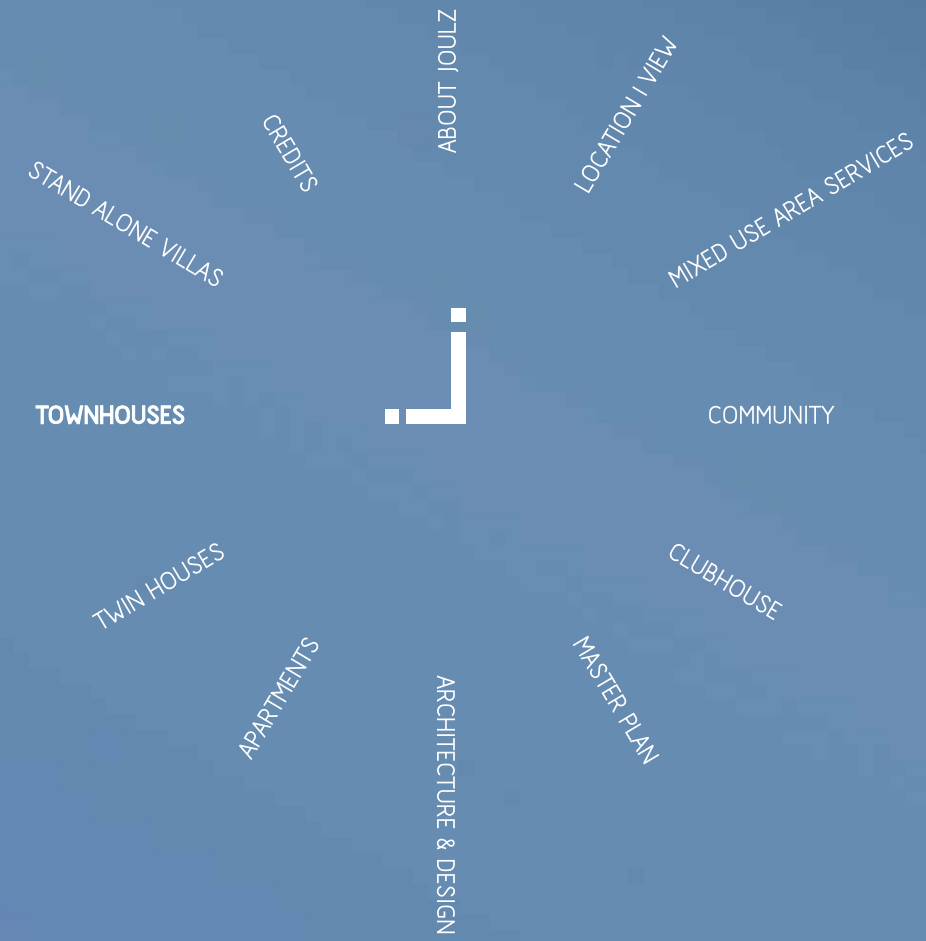 ABOUT JOULZ
LOCATION | VIEW
MIXED USE AREA SERVICES
COMMUNITY
CLUBHOUSE
MASTER PLAN
ARCHITECTURE & DESIGN
APARTMENTS
TWIN HOUSES
TOWNHOUSES
STAND ALONE VILLAS
CREDITS